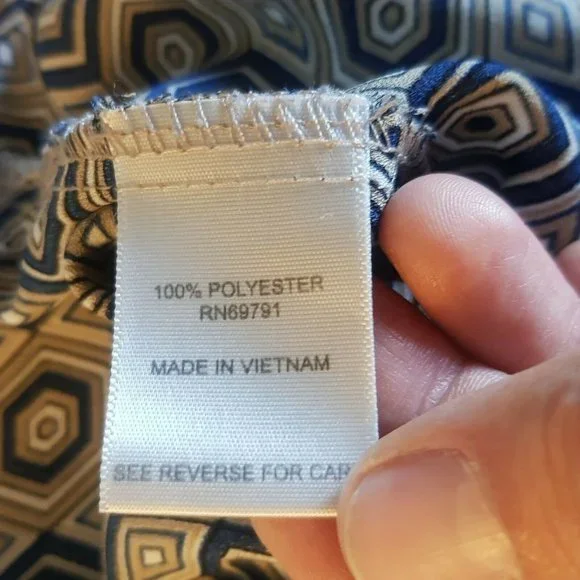 100% POLYESTER
RN69791
MADE IN VIETNAM
SEE REVERSE FOR CAR